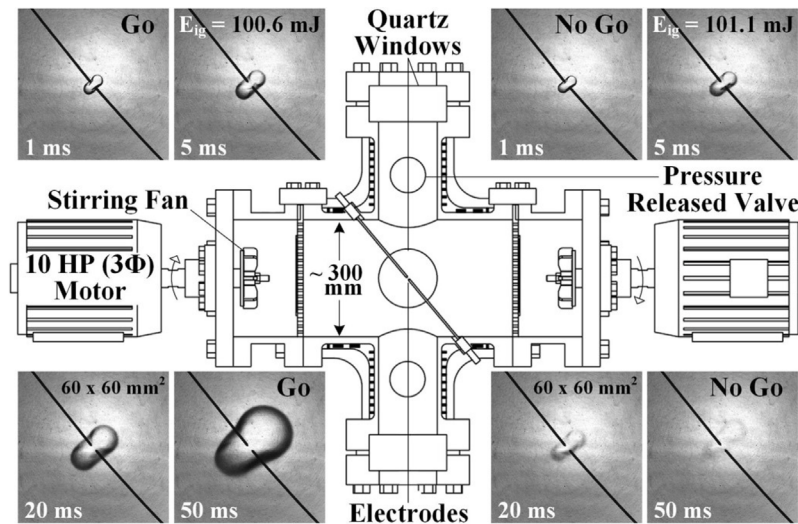 Go
E_ig = 100.6 mJ
1 ms
5 ms
Quartz
Windows
No Go
E_ig = 101.1 mJ
1 ms
5 ms
Stirring Fan
Pressure
Released Valve
10 HP (3Φ)
Motor
~ 300
mm
60 x 60 mm²
Go
20 ms
50 ms
60 x 60 mm²
No Go
20 ms
50 ms
Electrodes